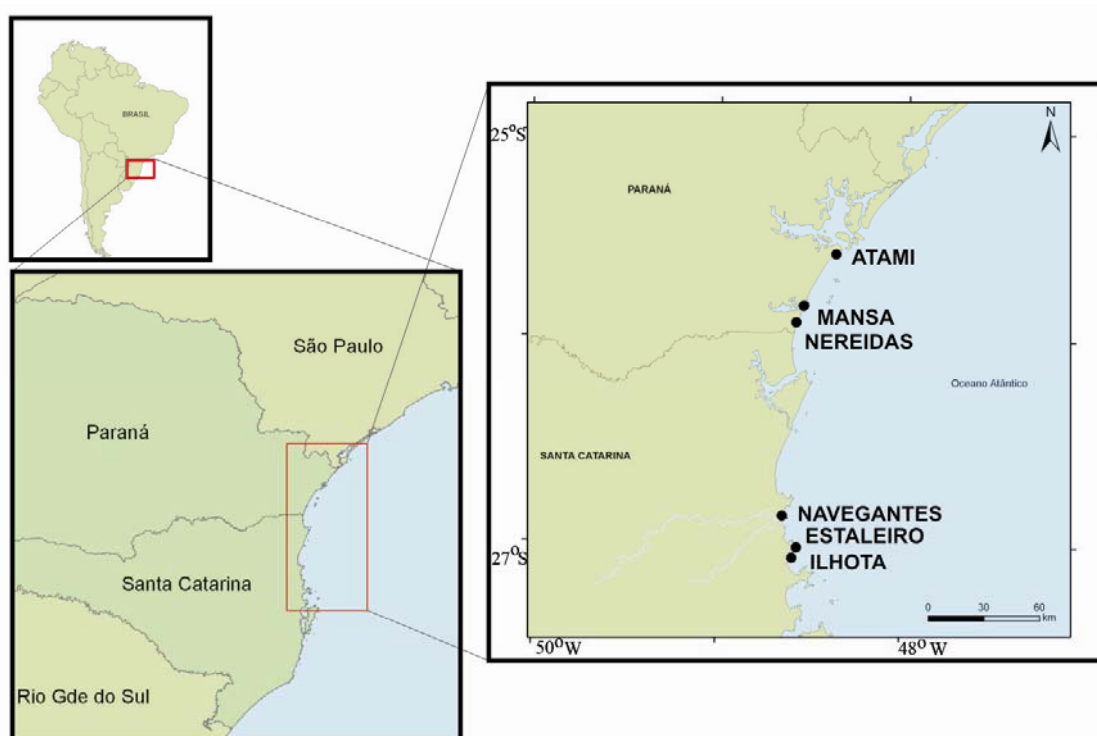 BRASIL
São Paulo
Paraná
Santa Catarina
Rio Gde do Sul
25°S
N
PARANÁ
ATAMI
MANSA
NEREIDAS
Oceano Atlântico
SANTA CATARINA
NAVEGANTES
ESTALEIRO
27°S
ILHOTA
0 30 60
km
50°W
48°W